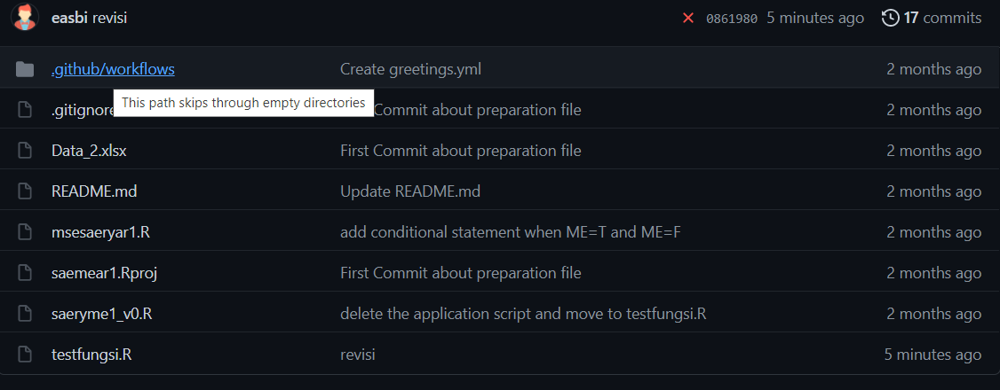 easbi revisi 0861980 5 minutes ago 17 commits
.github/workflows Create greetings.yml 2 months ago
This path skips through empty directories
.gitignore Commit about preparation file 2 months ago
Data_2.xlsx First Commit about preparation file 2 months ago
README.md Update README.md 2 months ago
msesaeryar1.R add conditional statement when ME=T and ME=F 2 months ago
saemear1.Rproj First Commit about preparation file 2 months ago
saeryme1_v0.R delete the application script and move to testfungsi.R 2 months ago
testfungsi.R revisi 5 minutes ago